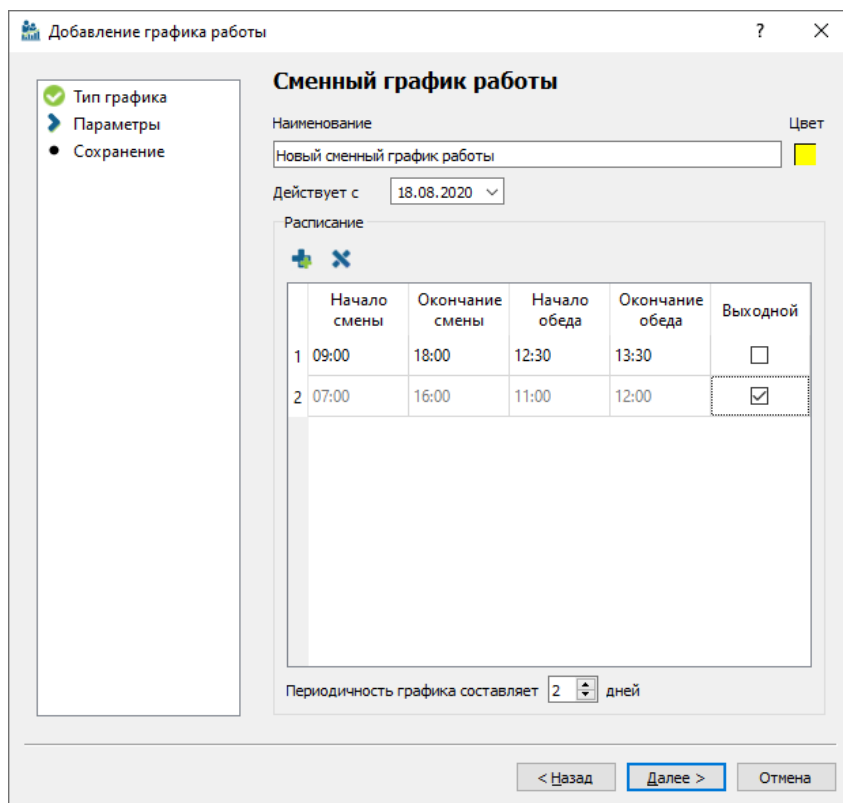 Добавление графика работы
?
Тип графика
Параметры
Сохранение
Сменный график работы
Наименование Цвет
Новый сменный график работы
Действует с 18.08.2020
Расписание
Начало смены Окончание смены Начало обеда Окончание обеда Выходной
1 09:00 18:00 12:30 13:30
2 07:00 16:00 11:00 12:00
Периодичность графика составляет 2 дней
< Назад Далее > Отмена